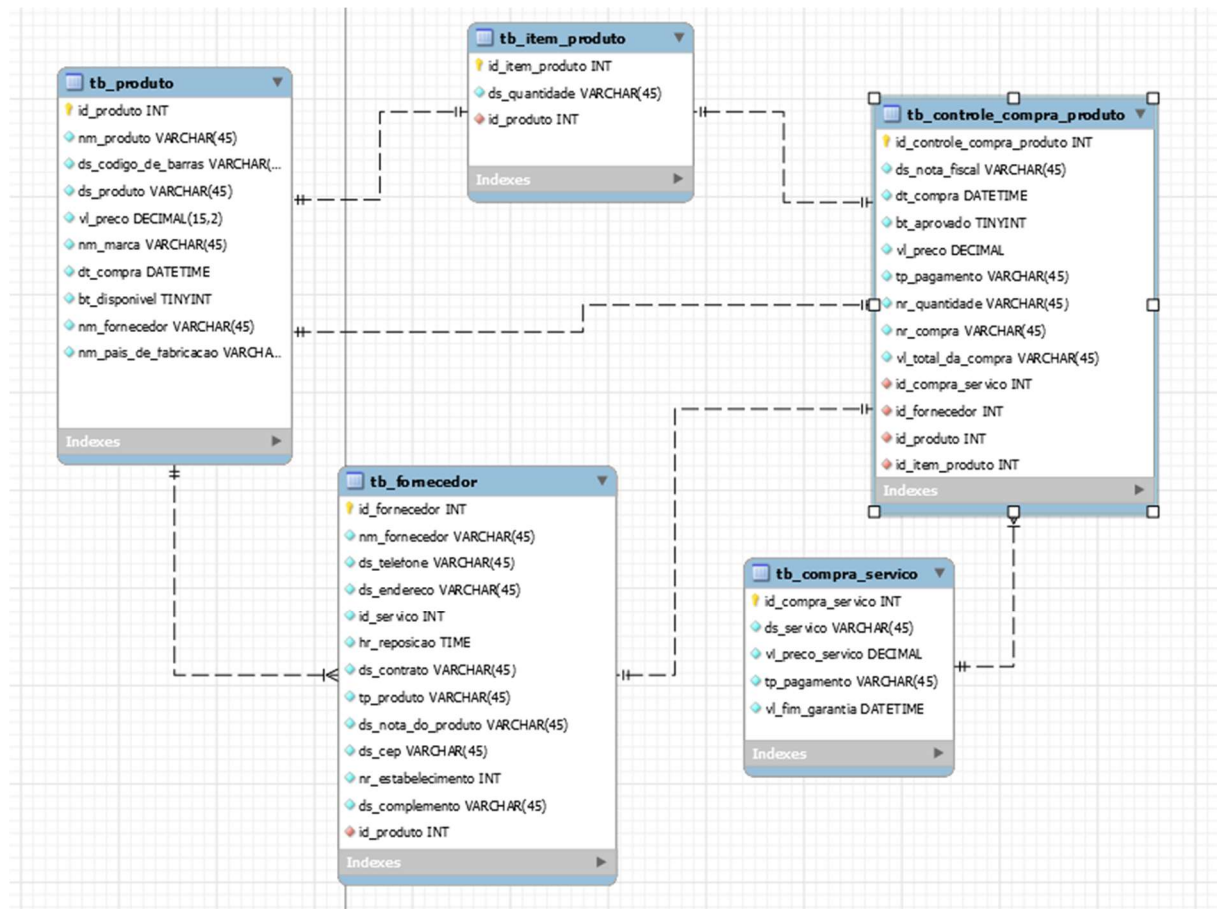 tb_produto
id_produto INT
nm_produto VARCHAR(45)
ds_codigo_de_barras VARCHAR(...
ds_produto VARCHAR(45)
vl_preco DECIMAL(15,2)
nm_marca VARCHAR(45)
dt_compra DATETIME
bt_disponivel TINYINT
nm_fornecedor VARCHAR(45)
nm_pais_de_fabricacao VARCHA...
Indexes
tb_item_produto
id_item_produto INT
ds_quantidade VARCHAR(45)
id_produto INT
Indexes
tb_controle_compra_produto
id_controle_compra_produto INT
ds_nota_fiscal VARCHAR(45)
dt_compra DATETIME
bt_aprovado TINYINT
vl_preco DECIMAL
tp_pagamento VARCHAR(45)
nr_quantidade VARCHAR(45)
nr_compra VARCHAR(45)
vl_total_da_compra VARCHAR(45)
id_compra_servico INT
id_fornecedor INT
id_produto INT
id_item_produto INT
Indexes
tb_fornecedor
id_fornecedor INT
nm_fornecedor VARCHAR(45)
ds_telefone VARCHAR(45)
ds_endereco VARCHAR(45)
id_servico INT
hr_reposicao TIME
ds_contrato VARCHAR(45)
tp_produto VARCHAR(45)
ds_nota_do_produto VARCHAR(45)
ds_cep VARCHAR(45)
nr_estabelecimento INT
ds_complemento VARCHAR(45)
id_produto INT
Indexes
tb_compra_servico
id_compra_servico INT
ds_servico VARCHAR(45)
vl_preco_servico DECIMAL
tp_pagamento VARCHAR(45)
vl_fim_garantia DATETIME
Indexes